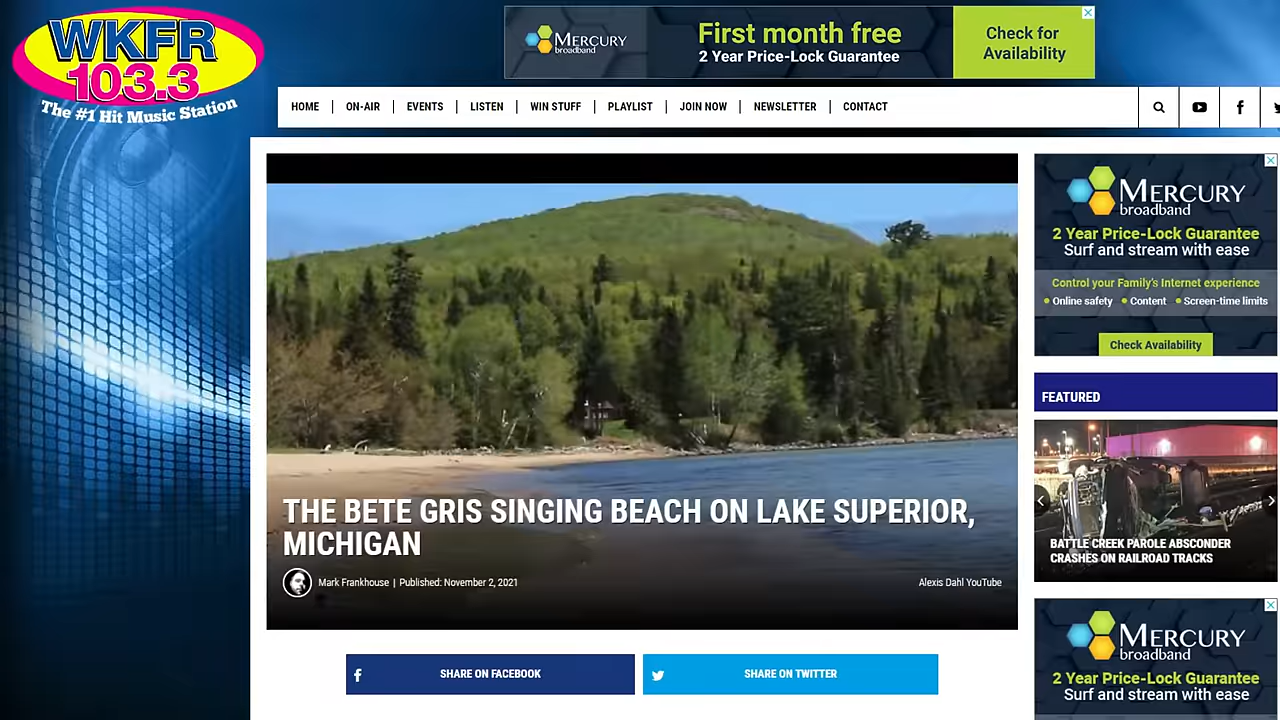 WKFR
103.3
The #1 Hit Music Station
MERCURY
broadband
First month free
2 Year Price-Lock Guarantee
Check for
Availability
HOME
ON-AIR
EVENTS
LISTEN
WIN STUFF
PLAYLIST
JOIN NOW
NEWSLETTER
CONTACT
THE BETE GRIS SINGING BEACH ON LAKE SUPERIOR,
MICHIGAN
Mark Frankhouse | Published: November 2, 2021
Alexis Dahl YouTube
SHARE ON FACEBOOK
SHARE ON TWITTER
MERCURY
broadband
2 Year Price-Lock Guarantee
Surf and stream with ease
Control your Family's Internet experience
• Online safety • Content • Screen-time limits
Check Availability
FEATURED
BATTLE CREEK PAROLE ABSCONDER
CRASHES ON RAILROAD TRACKS
MERCURY
broadband
2 Year Price-Lock Guarantee
Surf and stream with ease